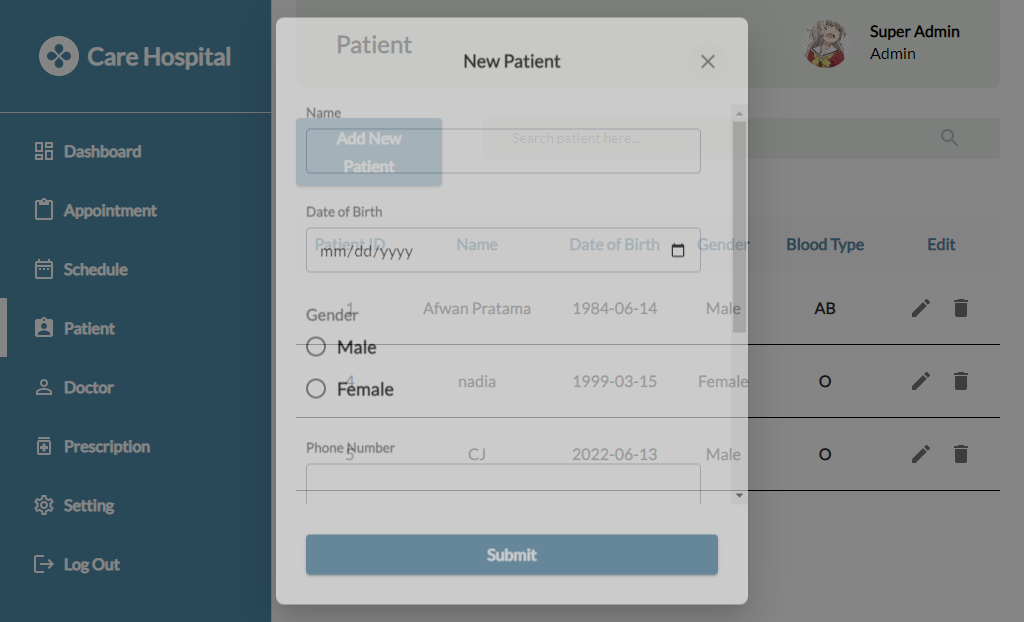 Care Hospital
Dashboard
Appointment
Schedule
Patient
Doctor
Prescription
Setting
Log Out
Patient
Super Admin
Admin
Add New
Patient
Search patient here...
Patient ID Name Date of Birth Gender Blood Type Edit
1 Afwan Pratama 1984-06-14 Male AB
4 nadia 1999-03-15 Female O
5 CJ 2022-06-13 Male O
New Patient
Name
Date of Birth
mm/dd/yyyy
Gender
Male
Female
Phone Number
Submit